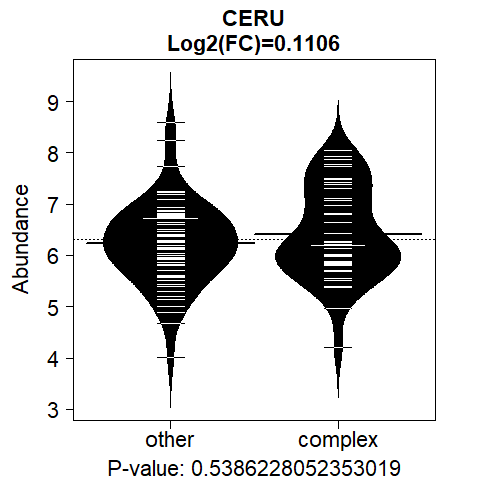 CERU
Log2(FC)=0.1106
Abundance
9
8
7
6
5
4
3
other complex
P-value: 0.5386228052353019